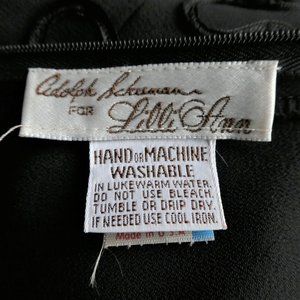 Adolph Schuman
FOR
Lilli Ann
HAND OR MACHINE
WASHABLE
IN LUKEWARM WATER.
DO NOT USE BLEACH.
TUMBLE OR DRIP DRY.
IF NEEDED USE COOL IRON.
Made in U.S.A.